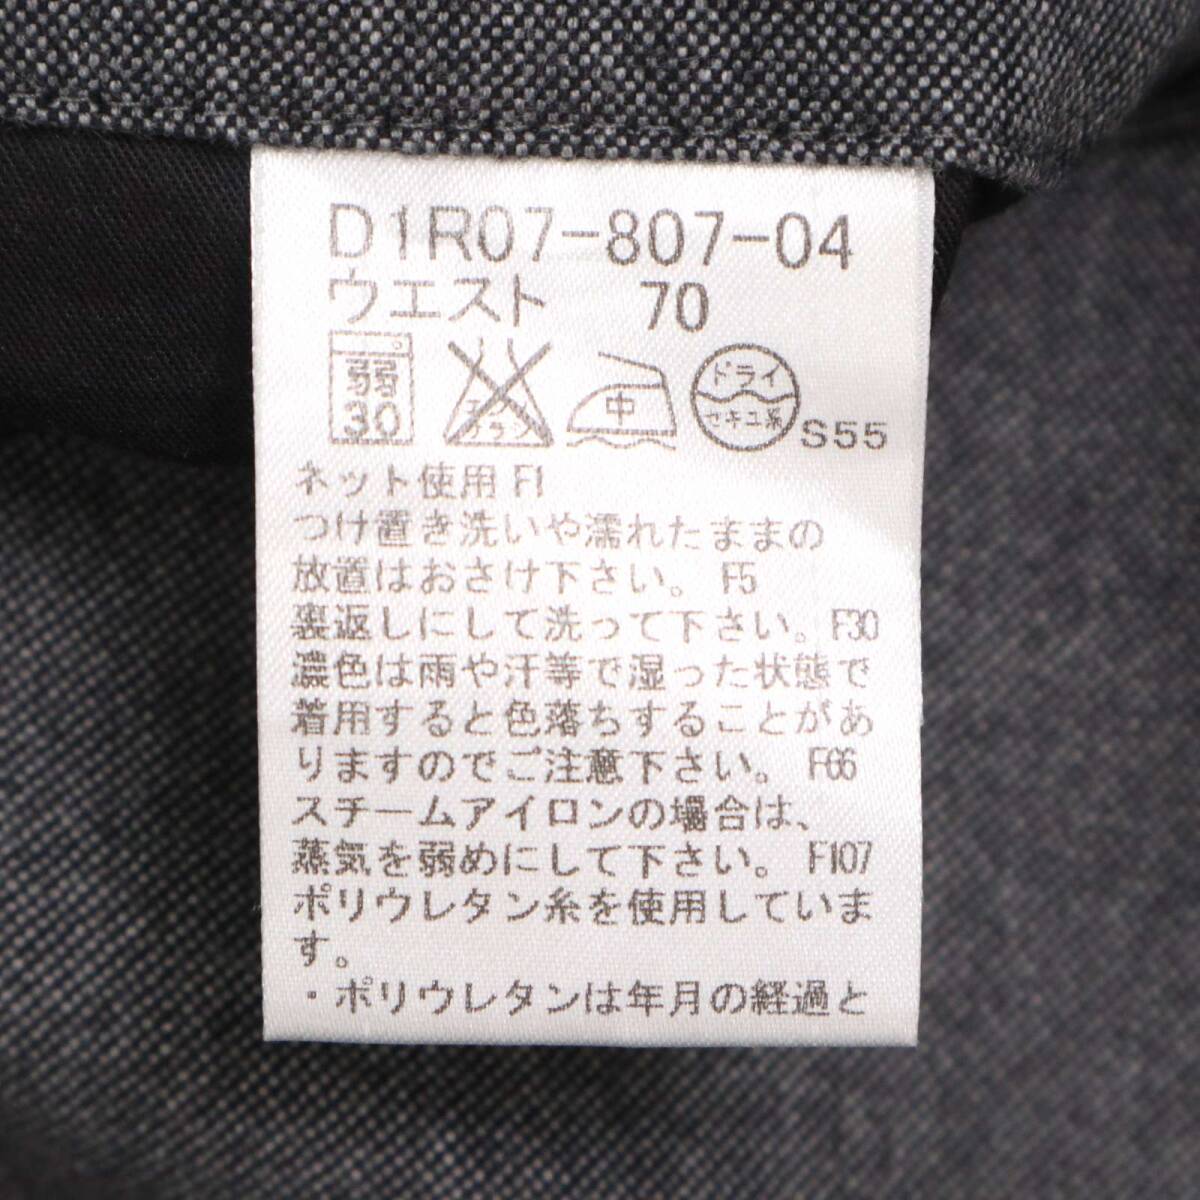 D1R07-807-04
ウエスト 70
弱
30
エンソ
サラシ
中
ドライ
セキユ系
S55
ネット使用 F1
つけ置き洗いや濡れたままの
放置はおさけ下さい。 F5
裏返しにして洗って下さい。F30
濃色は雨や汗等で湿った状態で
着用すると色落ちすることがあ
りますのでご注意下さい。 F66
スチームアイロンの場合は、
蒸気を弱めにして下さい。 F107
ポリウレタン糸を使用していま
す。
・ポリウレタンは年月の経過と